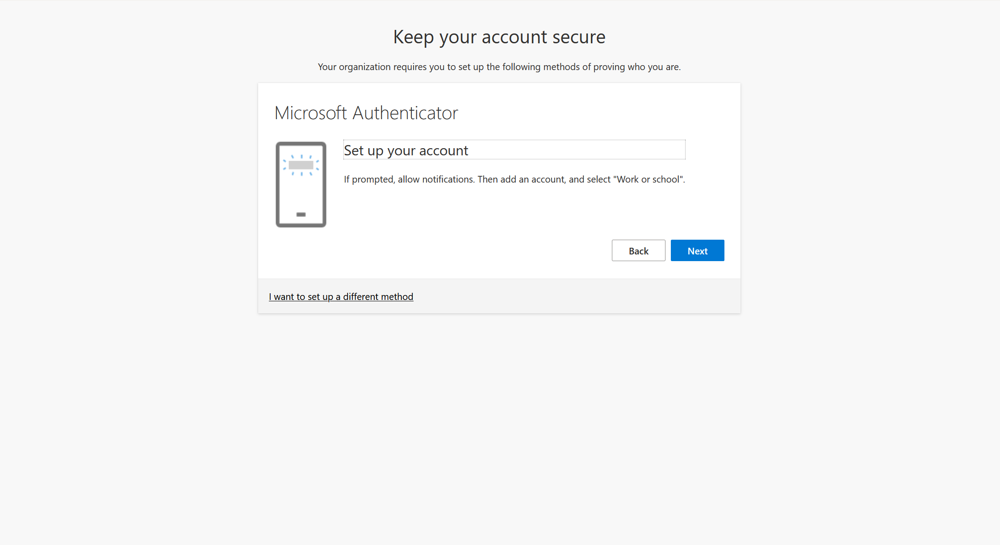 Keep your account secure
Your organization requires you to set up the following methods of proving who you are.
Microsoft Authenticator
Set up your account
If prompted, allow notifications. Then add an account, and select "Work or school".
Back
Next
I want to set up a different method